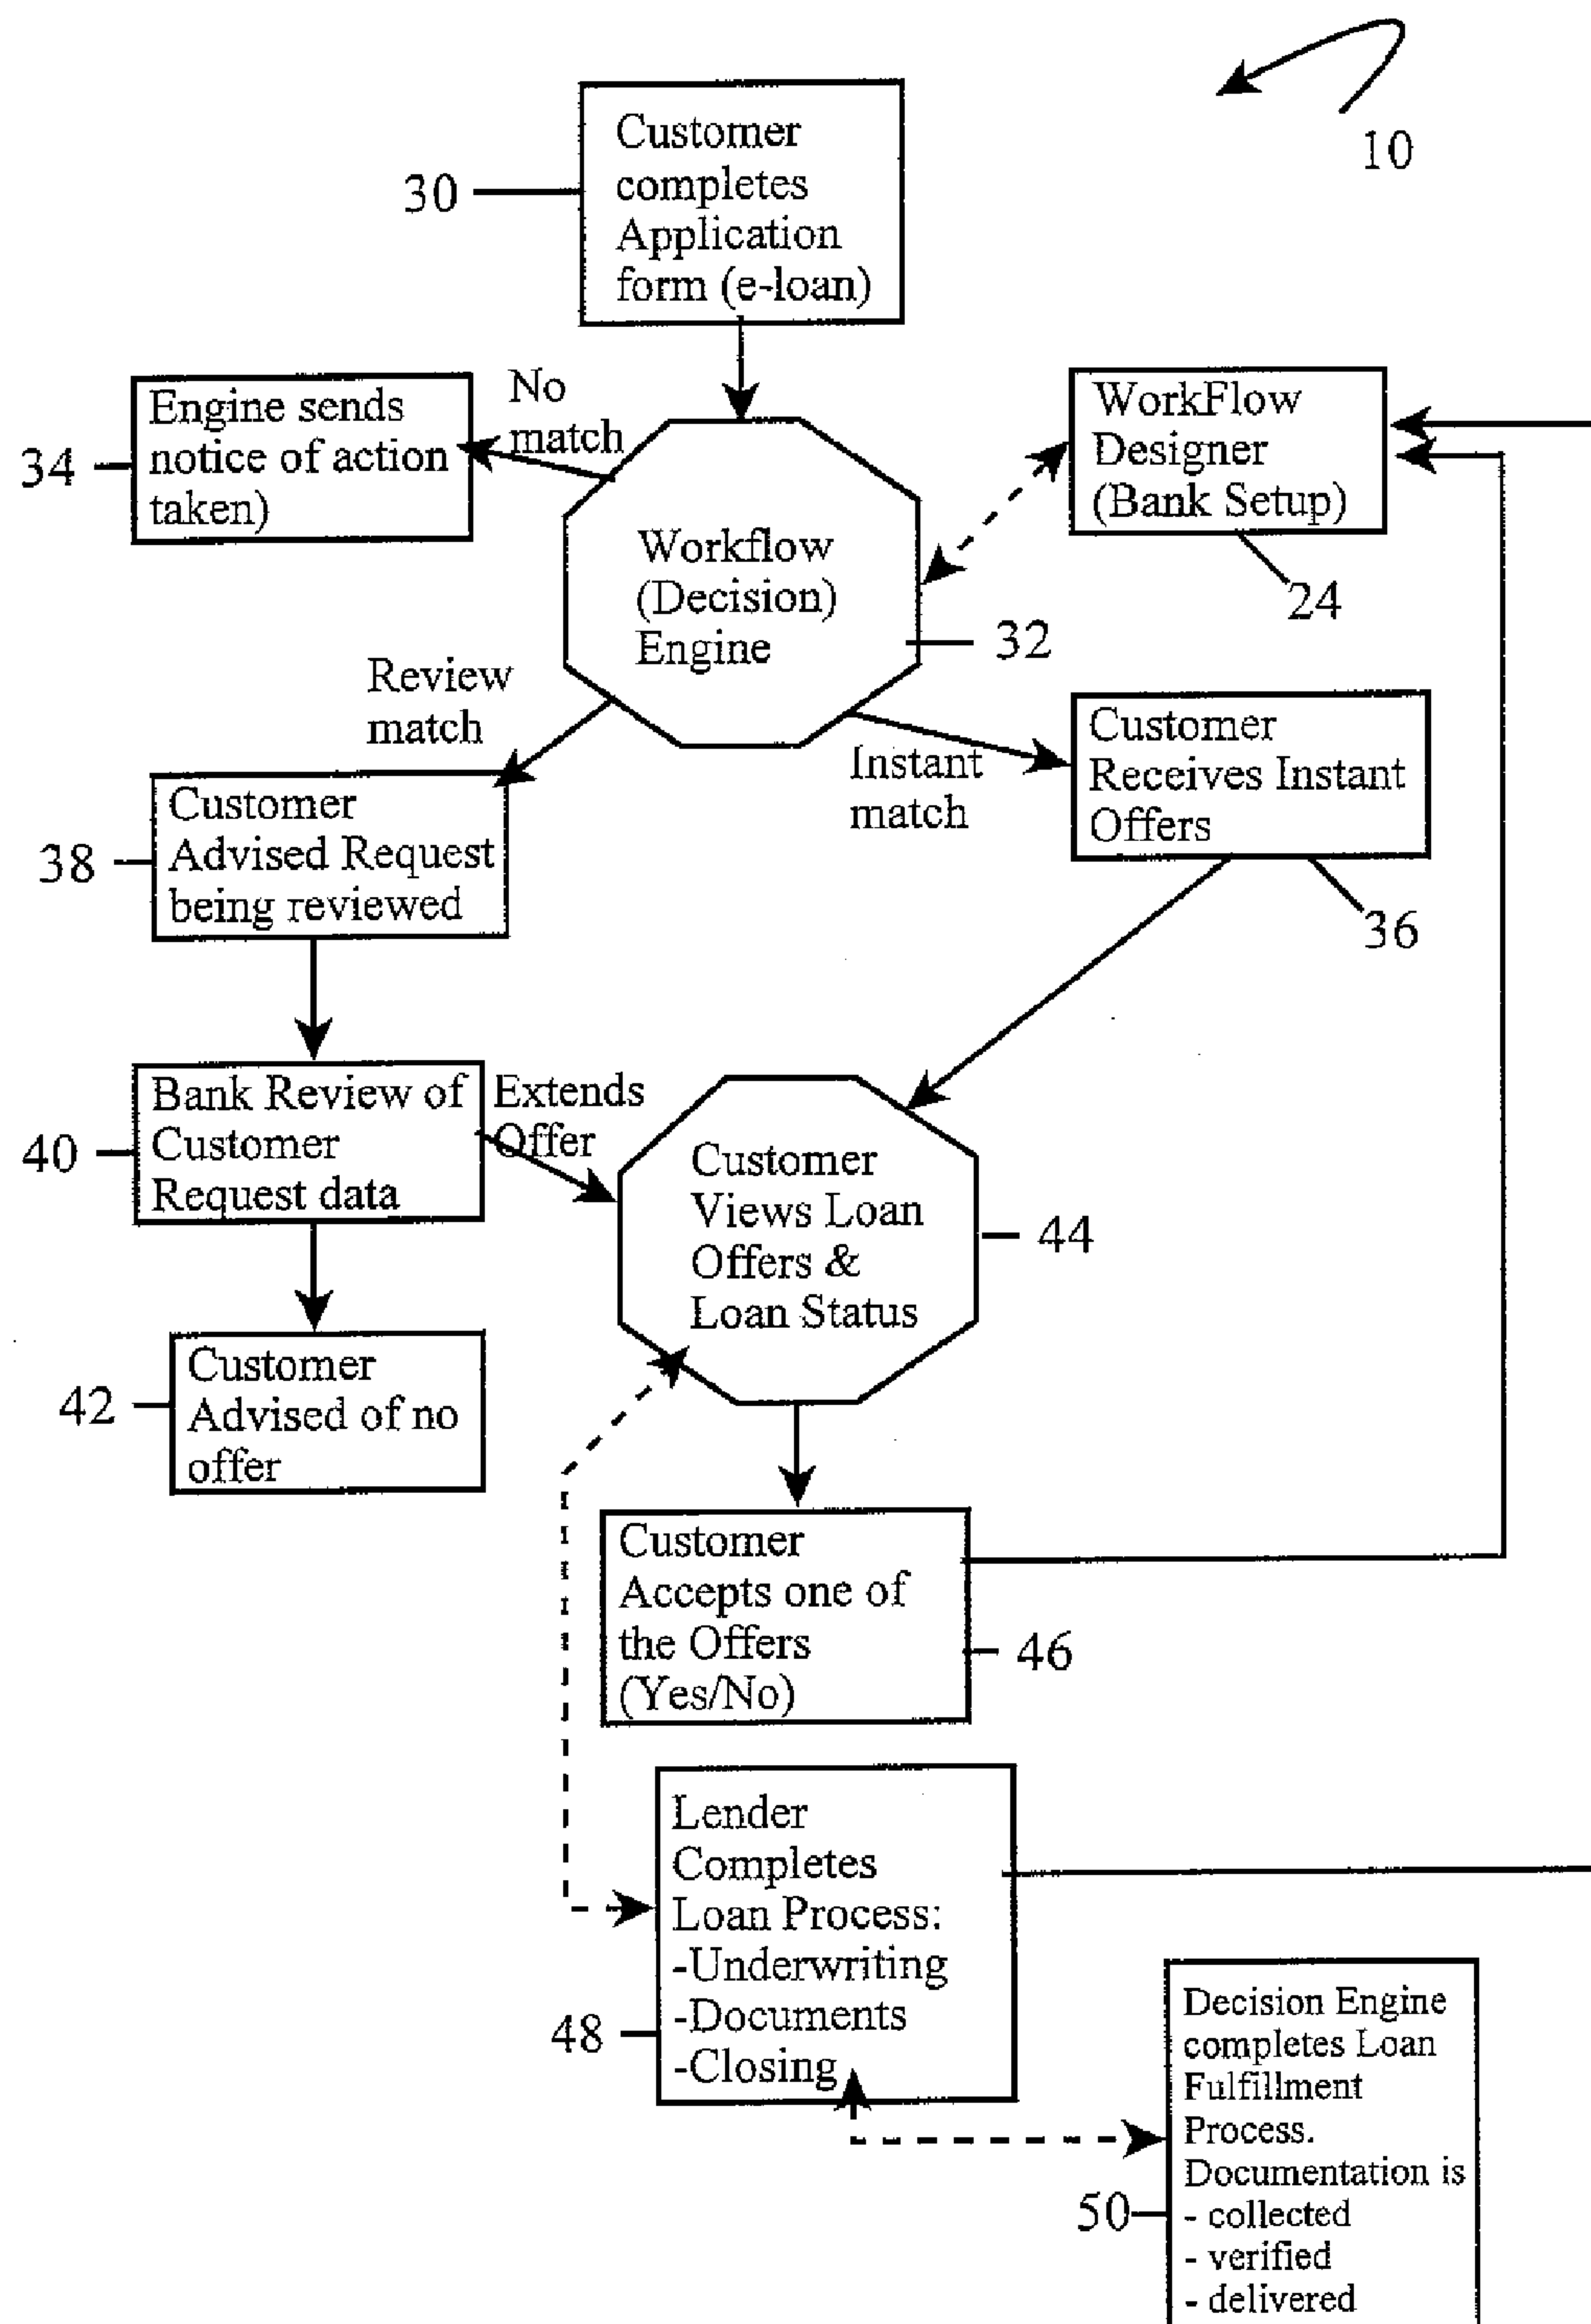 10
30
Customer
completes
Application
form (e-loan)
34
Engine sends
notice of action
taken)
No
match
WorkFlow
Designer
(Bank Setup)
24
Workflow
(Decision)
Engine
32
Review
match
Instant
match
Customer
Receives Instant
Offers
36
38
Customer
Advised Request
being reviewed
40
Bank Review of
Customer
Request data
Extends
Offer
Customer
Views Loan
Offers &
Loan Status
44
42
Customer
Advised of no
offer
Customer
Accepts one of
the Offers
(Yes/No)
46
Lender
Completes
Loan Process:
-Underwriting
-Documents
-Closing
48
Decision Engine
completes Loan
Fulfillment
Process.
Documentation is
- collected
- verified
- delivered
50